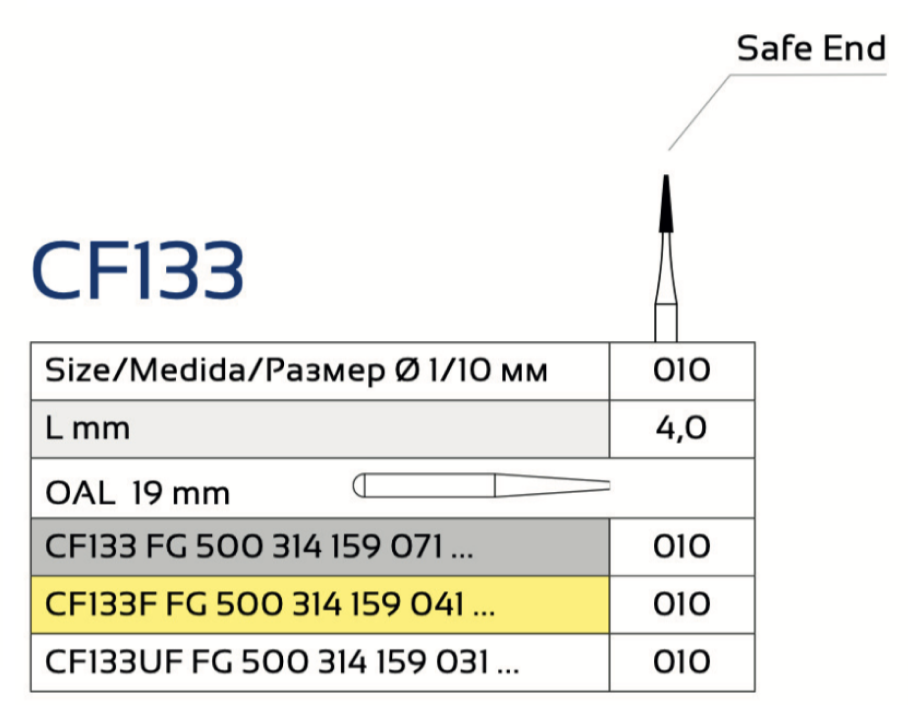 Safe End
CF133
Size/Medida/Размер Ø 1/10 мм 010
L mm 4,0
OAL 19 mm
CF133 FG 500 314 159 071 ... 010
CF133F FG 500 314 159 041 ... 010
CF133UF FG 500 314 159 031 ... 010